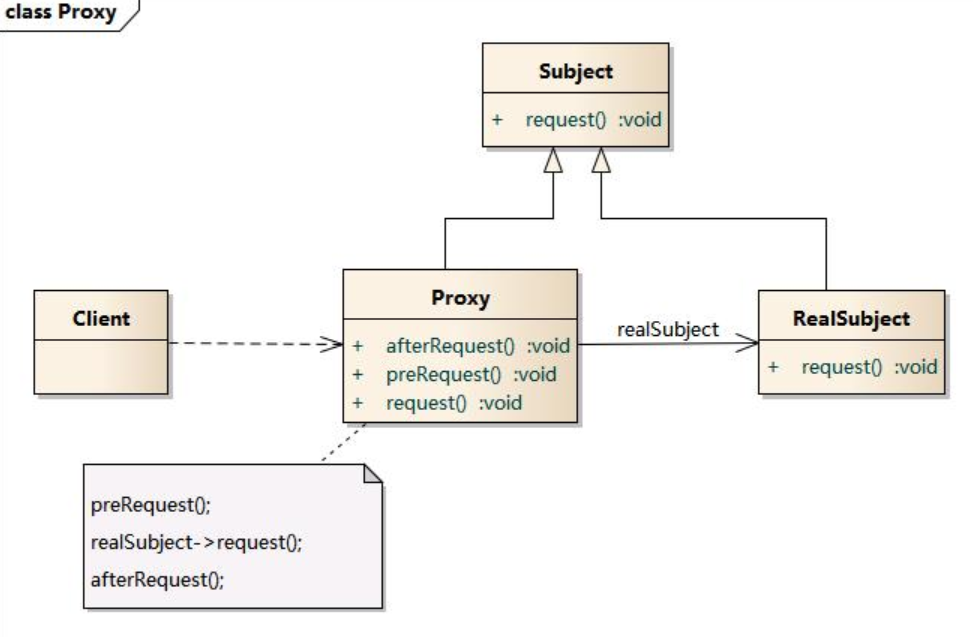 class Proxy
Subject
+ request() :void
Client
Proxy
+ afterRequest() :void
+ preRequest() :void
+ request() :void
realSubject
RealSubject
+ request() :void
preRequest();
realSubject->request();
afterRequest();